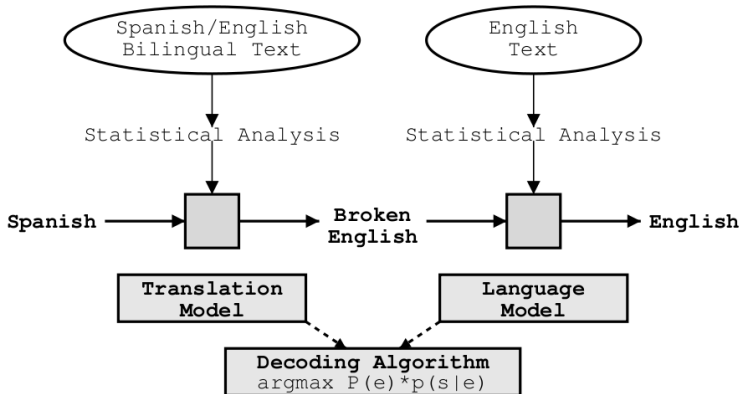 Spanish/English
Bilingual Text
English
Text
Statistical Analysis
Statistical Analysis
Spanish
Broken
English
English
Translation
Model
Language
Model
Decoding Algorithm
argmax P(e)*p(s|e)